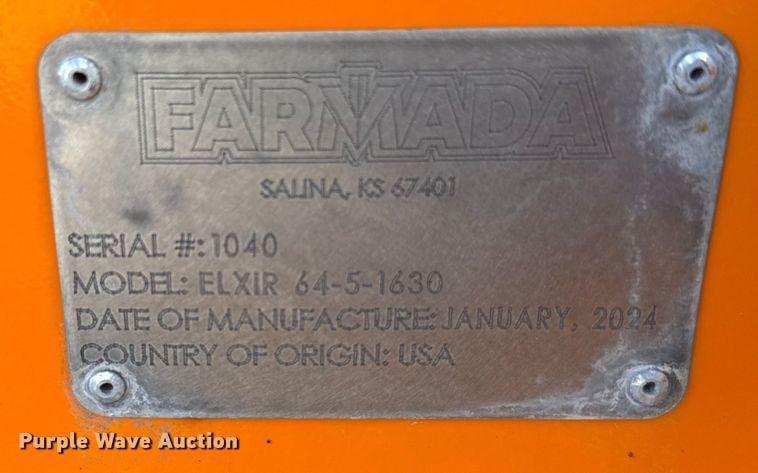 FARMADA
SALINA, KS 67401
SERIAL #: 1040
MODEL: ELXIR 64-5-1630
DATE OF MANUFACTURE: JANUARY, 2024
COUNTRY OF ORIGIN: USA
Purple Wave Auction